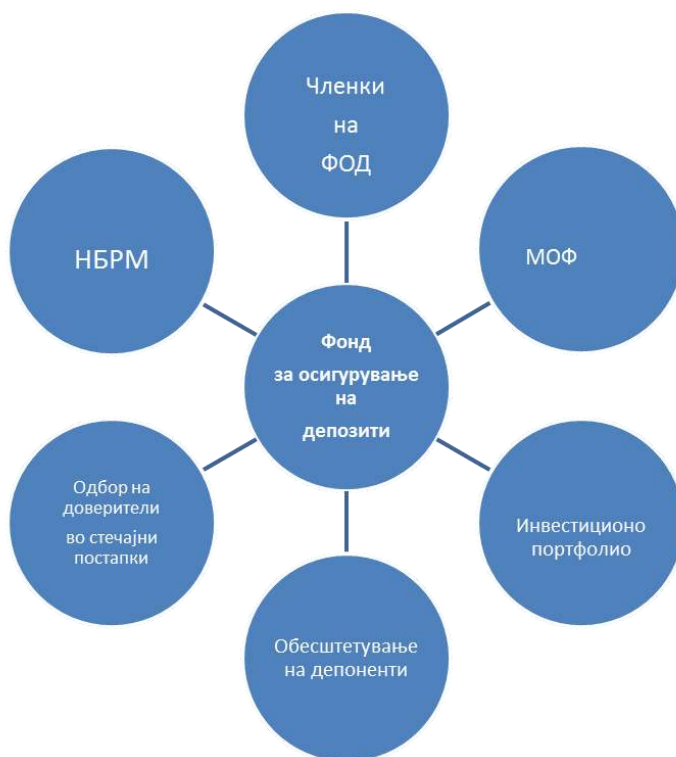 Членки
на
ФОД
НБРМ
МОФ
Фонд
за осигурување
на
депозити
Одбор на
доверители
во стечајни
постапки
Инвестиционо
портфолио
Обесштетување
на депоненти